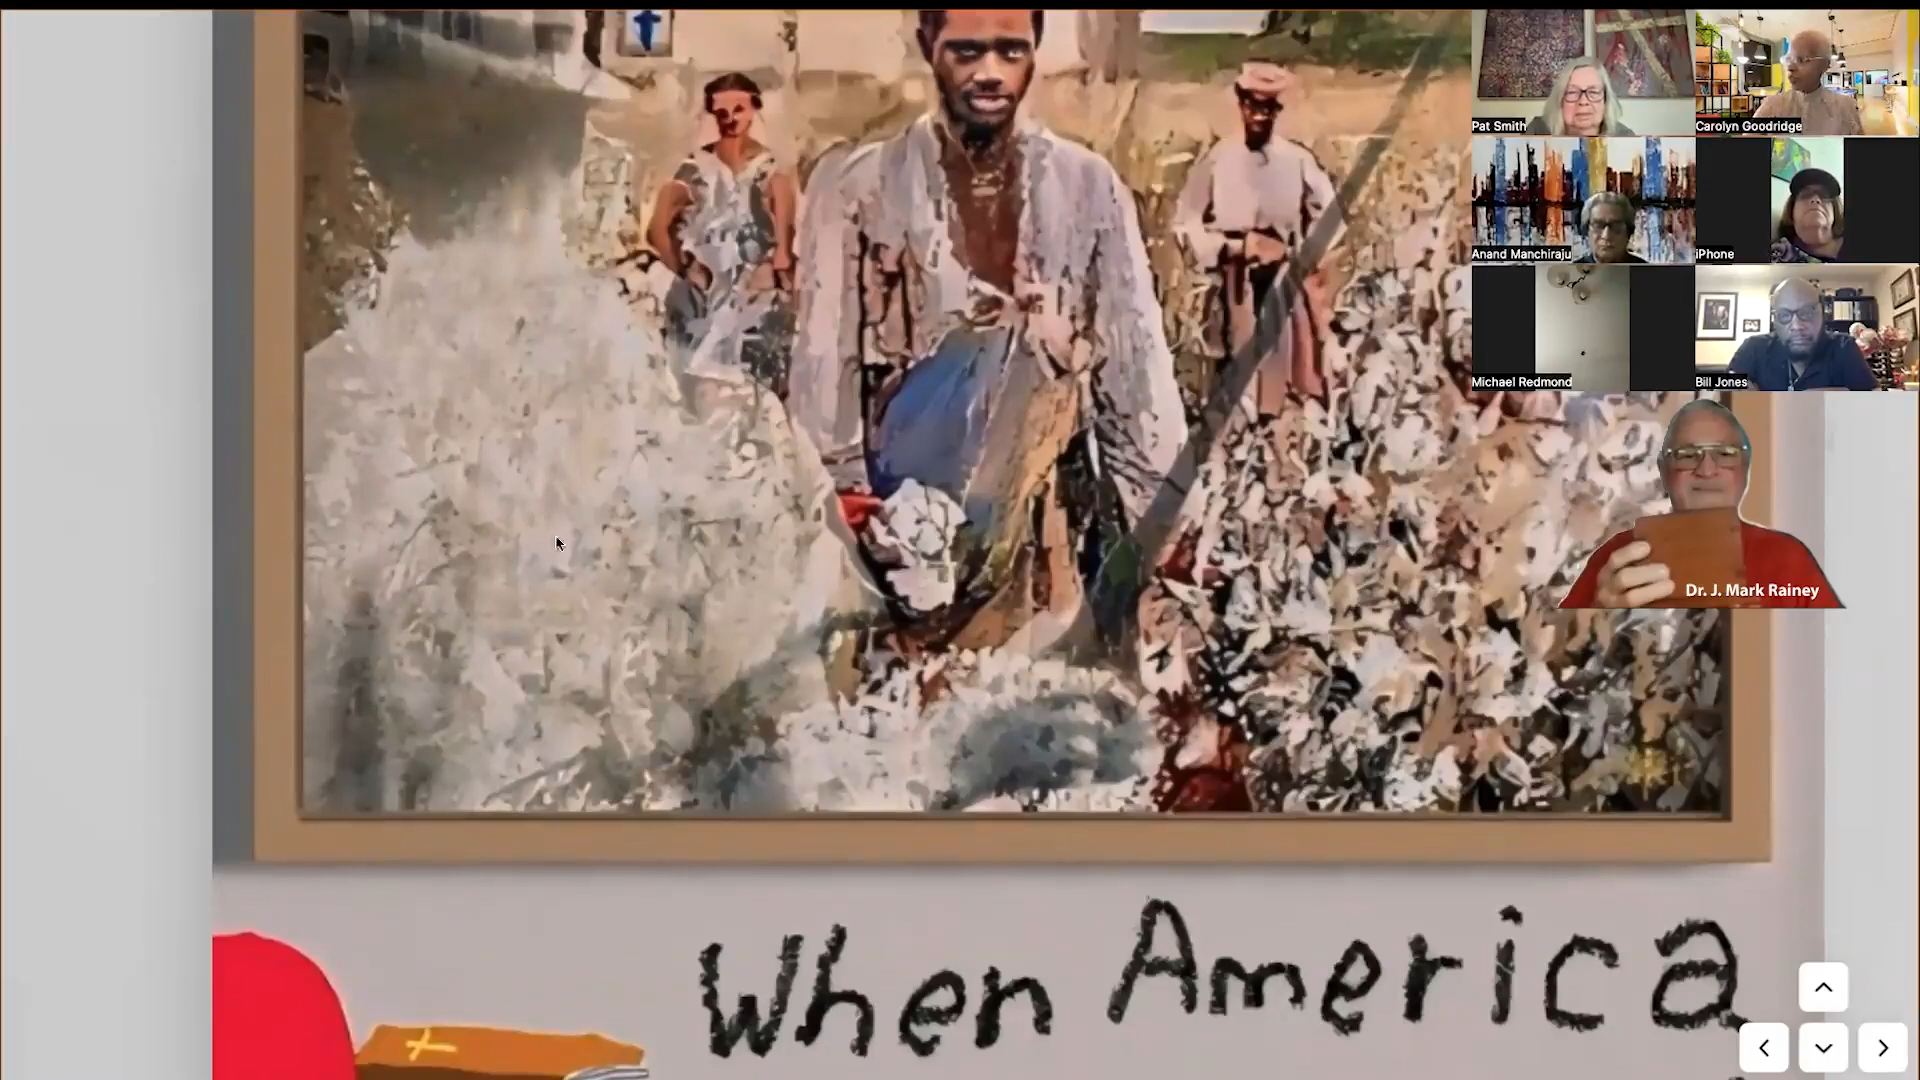 Pat Smith
Carolyn Goodridge
Anand Manchiraju
iPhone
Michael Redmond
Bill Jones
Dr. J. Mark Rainey
When America